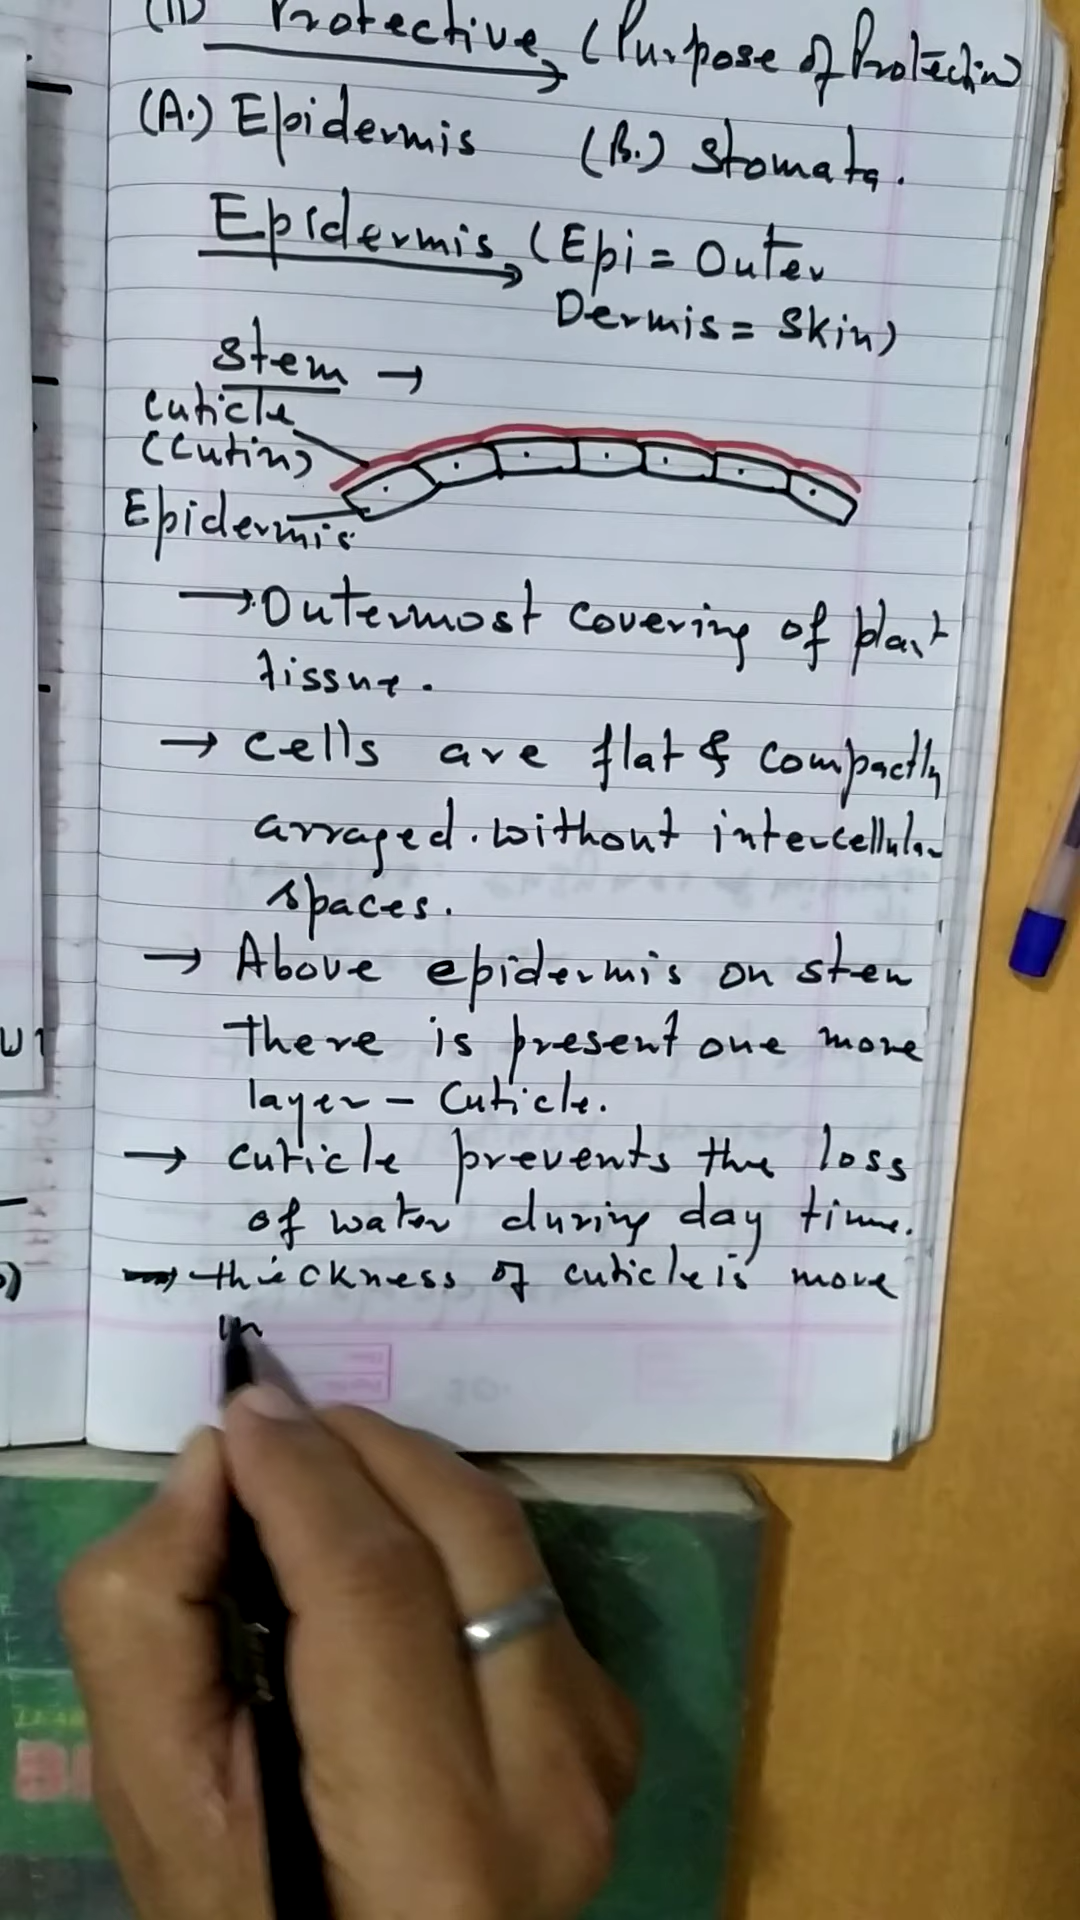 Protective (Purpose of Protection)
(A.) Epidermis (B.) Stomata.
Epidermis (Epi = Outer
Dermis = Skin)
Stem →
Cuticle
(Cutin)
Epidermis
→ Outermost covering of plant
tissue.
→ cells are flat & compactly
arraged. without intercellular
spaces.
→ Above epidermis on stem
there is present one more
layer - Cuticle.
→ cuticle prevents the loss
of water during day time.
→ thickness of cuticle is more
in